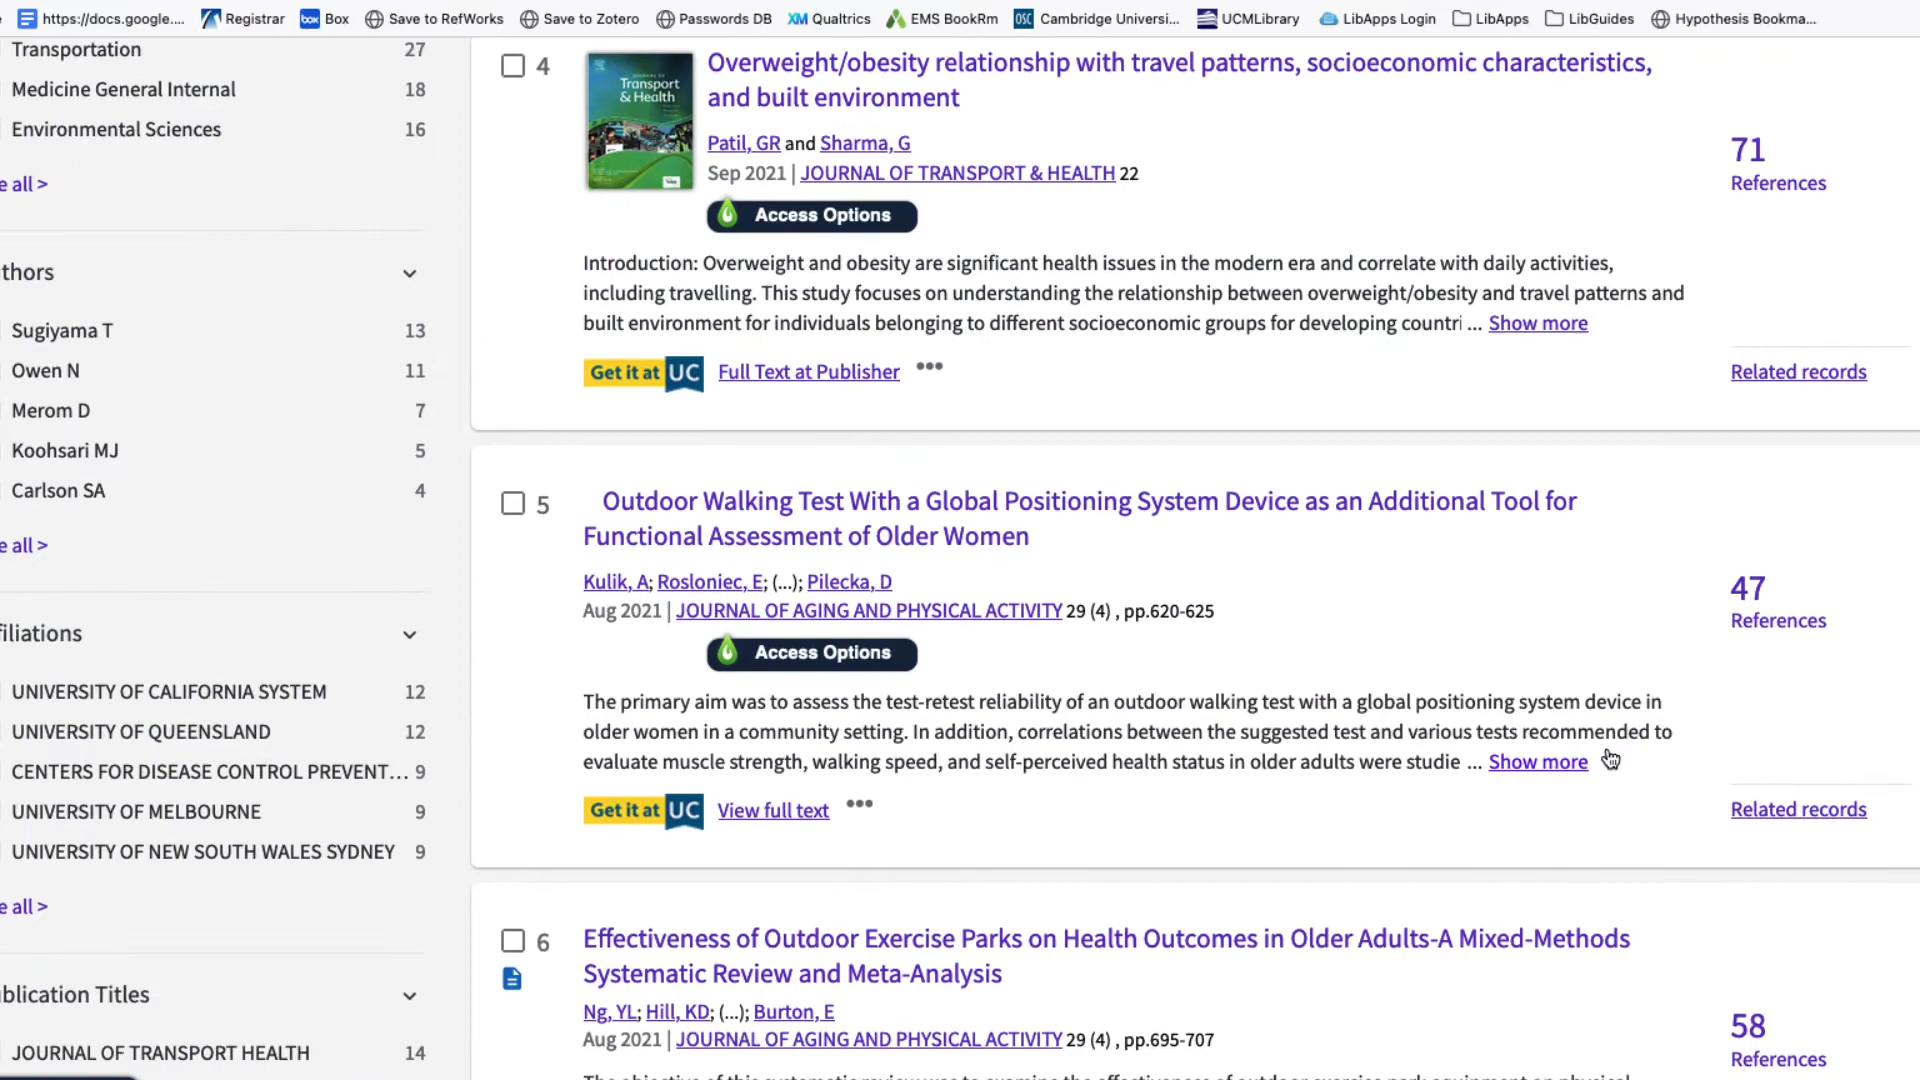 https://docs.google....
Registrar
box Box
Save to RefWorks
Save to Zotero
Passwords DB
XM Qualtrics
EMS BookRm
OSC Cambridge Universi...
UCMLibrary
LibApps Login
LibApps
LibGuides
Hypothesis Bookma...
Transportation 27
Medicine General Internal 18
Environmental Sciences 16
e all >
thors
Sugiyama T 13
Owen N 11
Merom D 7
Koohsari MJ 5
Carlson SA 4
e all >
filiations
UNIVERSITY OF CALIFORNIA SYSTEM 12
UNIVERSITY OF QUEENSLAND 12
CENTERS FOR DISEASE CONTROL PREVENT... 9
UNIVERSITY OF MELBOURNE 9
UNIVERSITY OF NEW SOUTH WALES SYDNEY 9
e all >
blication Titles
JOURNAL OF TRANSPORT HEALTH 14
4
Transport
& Health
Overweight/obesity relationship with travel patterns, socioeconomic characteristics,
and built environment
Patil, GR and Sharma, G
Sep 2021 | JOURNAL OF TRANSPORT & HEALTH 22
Access Options
Introduction: Overweight and obesity are significant health issues in the modern era and correlate with daily activities,
including travelling. This study focuses on understanding the relationship between overweight/obesity and travel patterns and
built environment for individuals belonging to different socioeconomic groups for developing countri ... Show more
Get it at UC Full Text at Publisher •••
71
References
Related records
5
Outdoor Walking Test With a Global Positioning System Device as an Additional Tool for
Functional Assessment of Older Women
Kulik, A; Rosloniec, E; (...); Pilecka, D
Aug 2021 | JOURNAL OF AGING AND PHYSICAL ACTIVITY 29 (4) , pp.620-625
Access Options
The primary aim was to assess the test-retest reliability of an outdoor walking test with a global positioning system device in
older women in a community setting. In addition, correlations between the suggested test and various tests recommended to
evaluate muscle strength, walking speed, and self-perceived health status in older adults were studie ... Show more
Get it at UC View full text •••
47
References
Related records
6
Effectiveness of Outdoor Exercise Parks on Health Outcomes in Older Adults-A Mixed-Methods
Systematic Review and Meta-Analysis
Ng, YL; Hill, KD; (...); Burton, E
Aug 2021 | JOURNAL OF AGING AND PHYSICAL ACTIVITY 29 (4) , pp.695-707
58
References